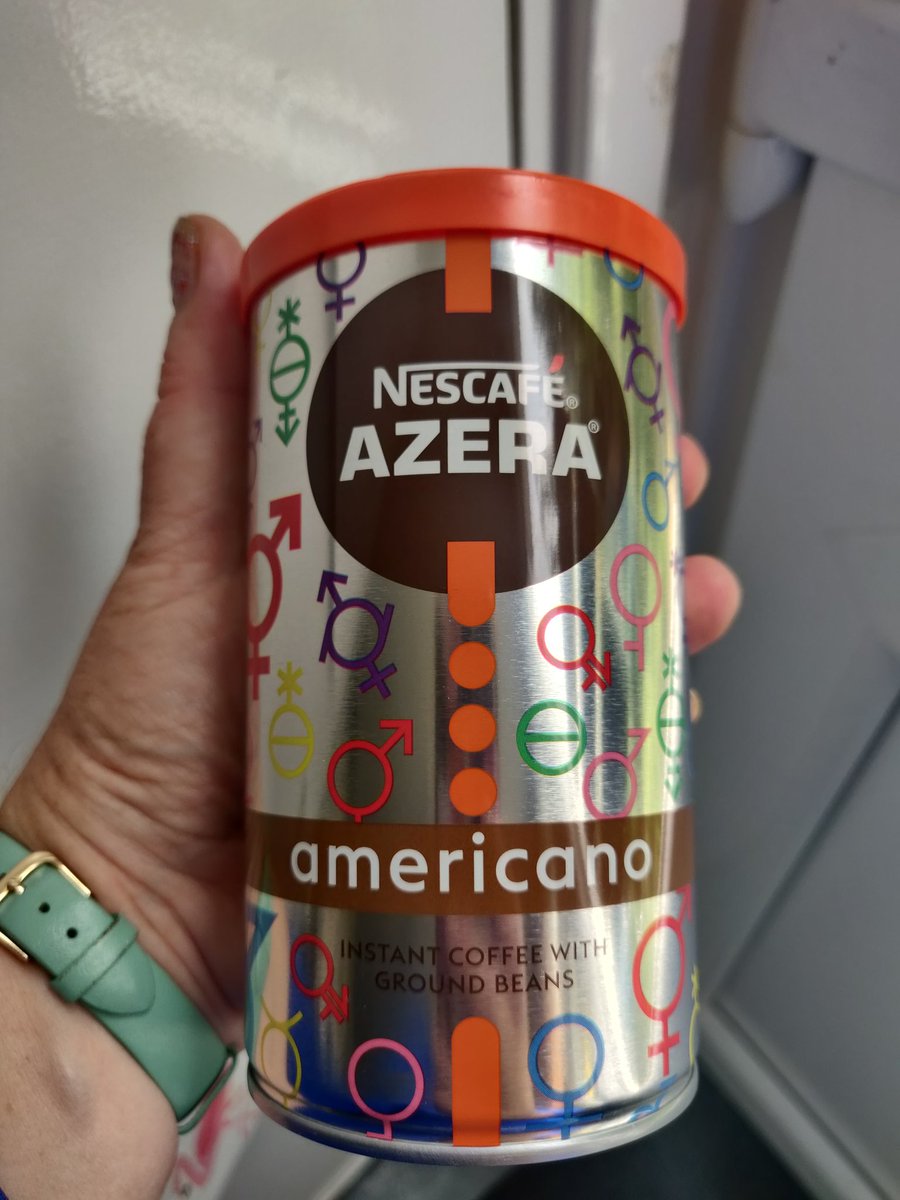 NESCAFÉ®
AZERA®
americano
INSTANT COFFEE WITH
GROUND BEANS